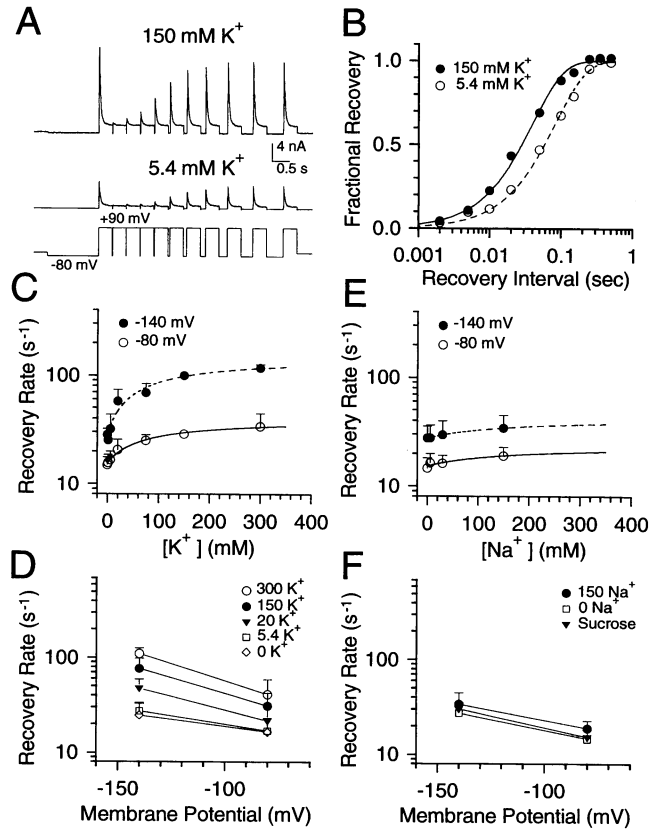 A
150 mM K+
4 nA
0.5 s
5.4 mM K+
+90 mV
-80 mV
B
Fractional Recovery
1.0
0.5
0.0
150 mM K+
5.4 mM K+
0.001
0.01
0.1
1
Recovery Interval (sec)
C
Recovery Rate (s-1)
100
10
-140 mV
-80 mV
0
100
200
300
400
[K+] (mM)
E
Recovery Rate (s-1)
100
10
-140 mV
-80 mV
0
100
200
300
400
[Na+] (mM)
D
Recovery Rate (s-1)
100
10
300 K+
150 K+
20 K+
5.4 K+
0 K+
-150
-100
Membrane Potential (mV)
F
Recovery Rate (s-1)
100
10
150 Na+
0 Na+
Sucrose
-150
-100
Membrane Potential (mV)